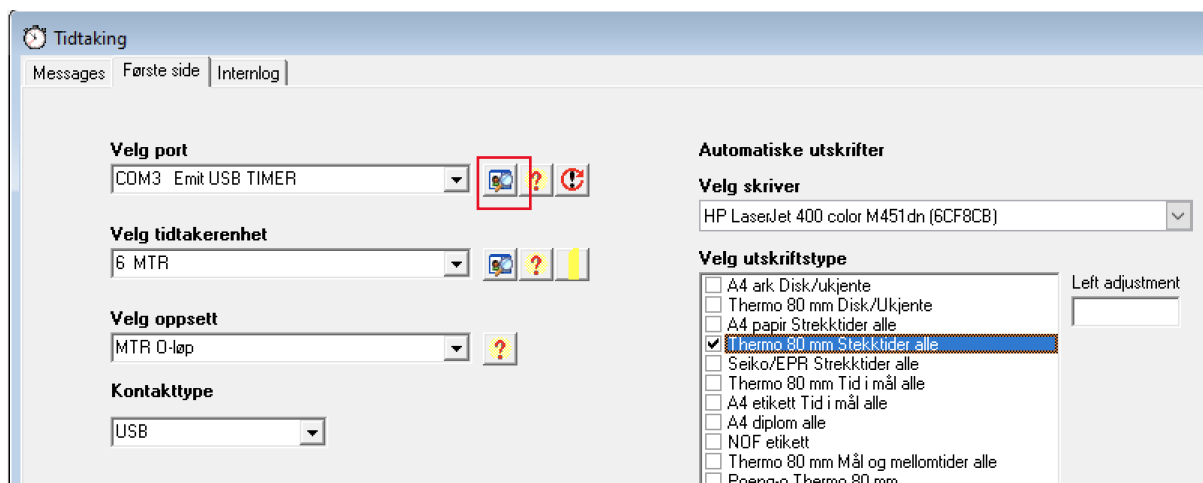 Tidtaking
Messages Første side Internlog
Velg port
COM3 Emit USB TIMER
?
Velg tidtakerenhet
6 MTR
?
Velg oppsett
MTR O-løp
?
Kontakttype
USB
Automatiske utskrifter
Velg skriver
HP LaserJet 400 color M451dn (6CF8CB)
Velg utskriftstype
Left adjustment
A4 ark Disk/ukjente
Thermo 80 mm Disk/Ukjente
A4 papir Strekktider alle
Thermo 80 mm Stekktider alle
Seiko/EPR Strekktider alle
Thermo 80 mm Tid i mål alle
A4 etikett Tid i mål alle
A4 diplom alle
NOF etikett
Thermo 80 mm Mål og mellomtider alle
Poeng-o Thermo 80 mm